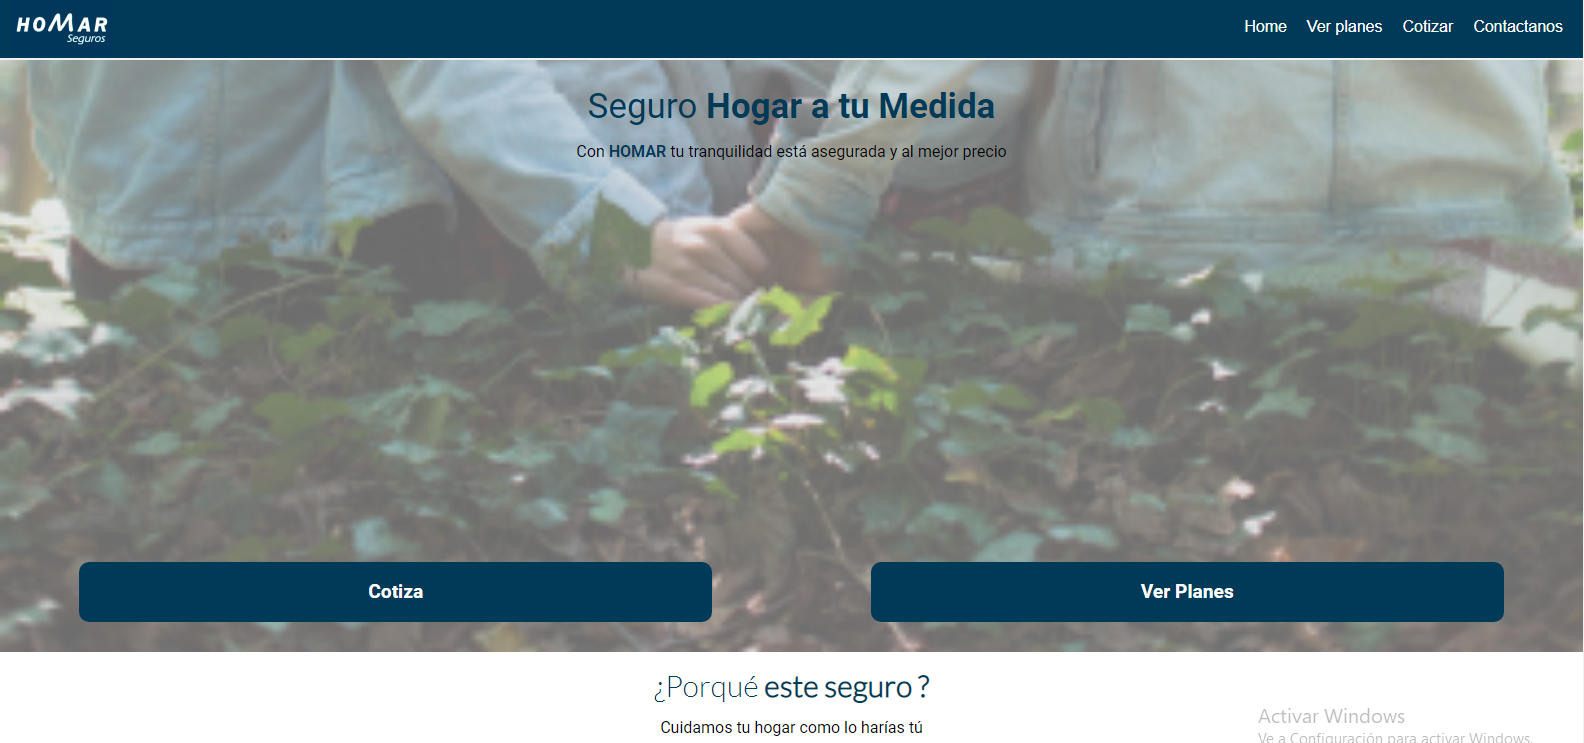 HOMAR
Seguros
Home Ver planes Cotizar Contactanos
Seguro Hogar a tu Medida
Con HOMAR tu tranquilidad está asegurada y al mejor precio
Cotiza
Ver Planes
¿Porqué este seguro ?
Cuidamos tu hogar como lo harías tú
Activar Windows
Ve a Configuración para activar Windows.